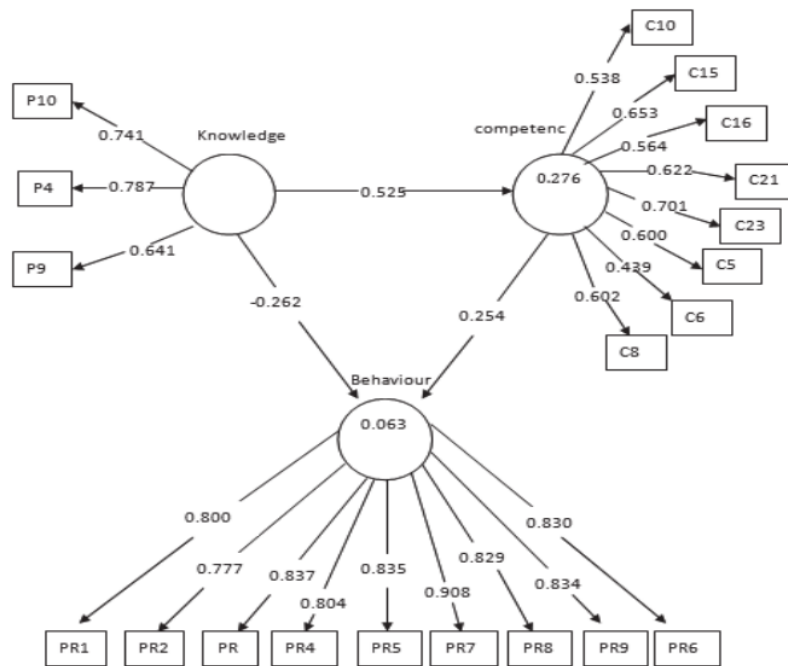 C10
C15
P10
0.538
Knowledge
competenc
0.741
0.653
C16
0.564
P4
0.787
0.525
0.276
0.622
C21
0.701
C23
0.641
0.600
C5
P9
0.439
0.602
-0.262
0.254
C6
C8
Behaviour
0.063
0.800
0.830
0.777
0.837
0.835
0.829
0.834
0.804
0.908
PR1
PR2
PR
PR4
PR5
PR7
PR8
PR9
PR6